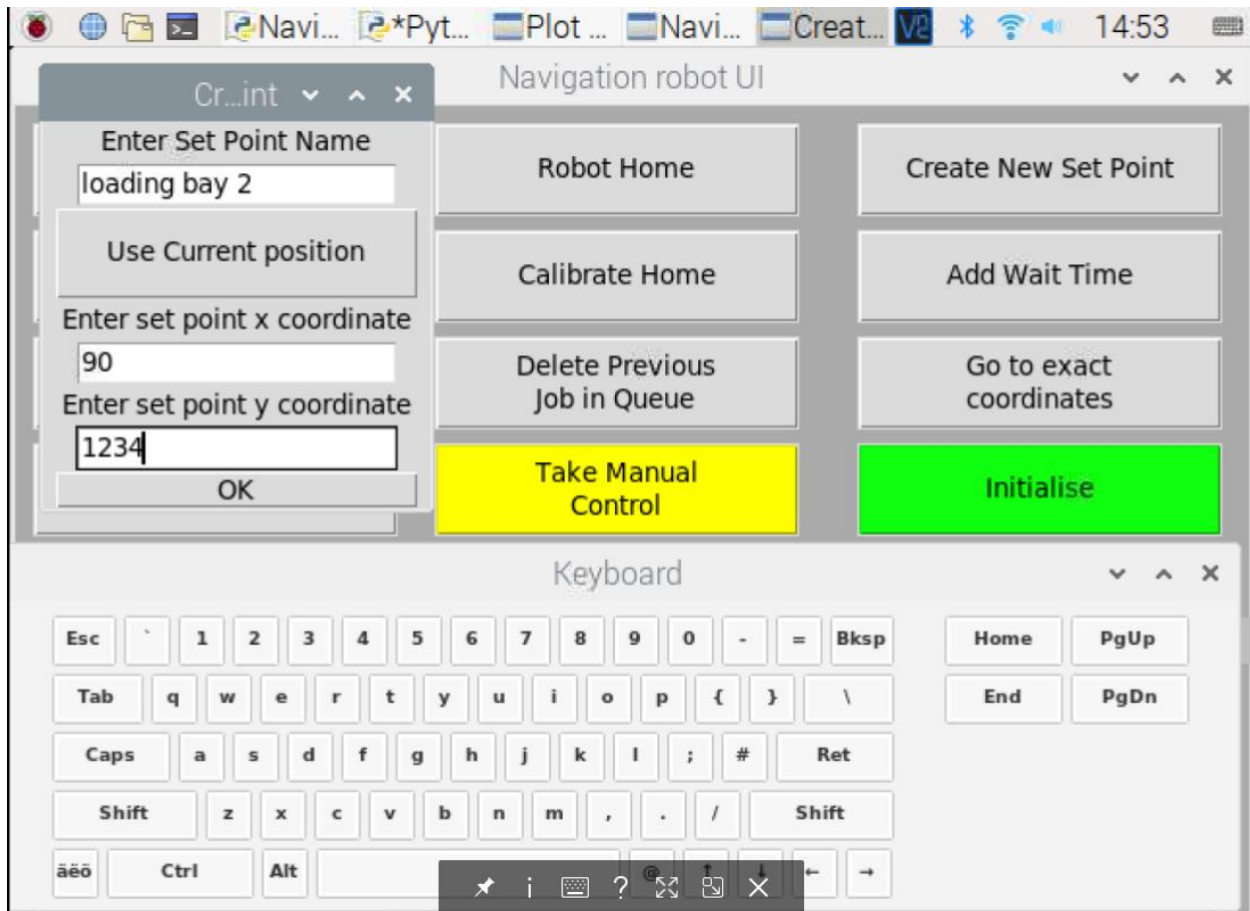 Navi... *Pyt... Plot ... Navi... Creat... V2 14:53
Navigation robot UI
Cr...int
Enter Set Point Name
loading bay 2
Use Current position
Enter set point x coordinate
90
Enter set point y coordinate
1234
OK
Robot Home
Create New Set Point
Calibrate Home
Add Wait Time
Delete Previous
Job in Queue
Go to exact
coordinates
Take Manual
Control
Initialise
Keyboard
Esc ` 1 2 3 4 5 6 7 8 9 0 - = Bksp Home PgUp
Tab q w e r t y u i o p { } \ End PgDn
Caps a s d f g h j k l ; # Ret
Shift z x c v b n m , . / Shift
äëö Ctrl Alt @ ↑ ↓ ← →
i ?